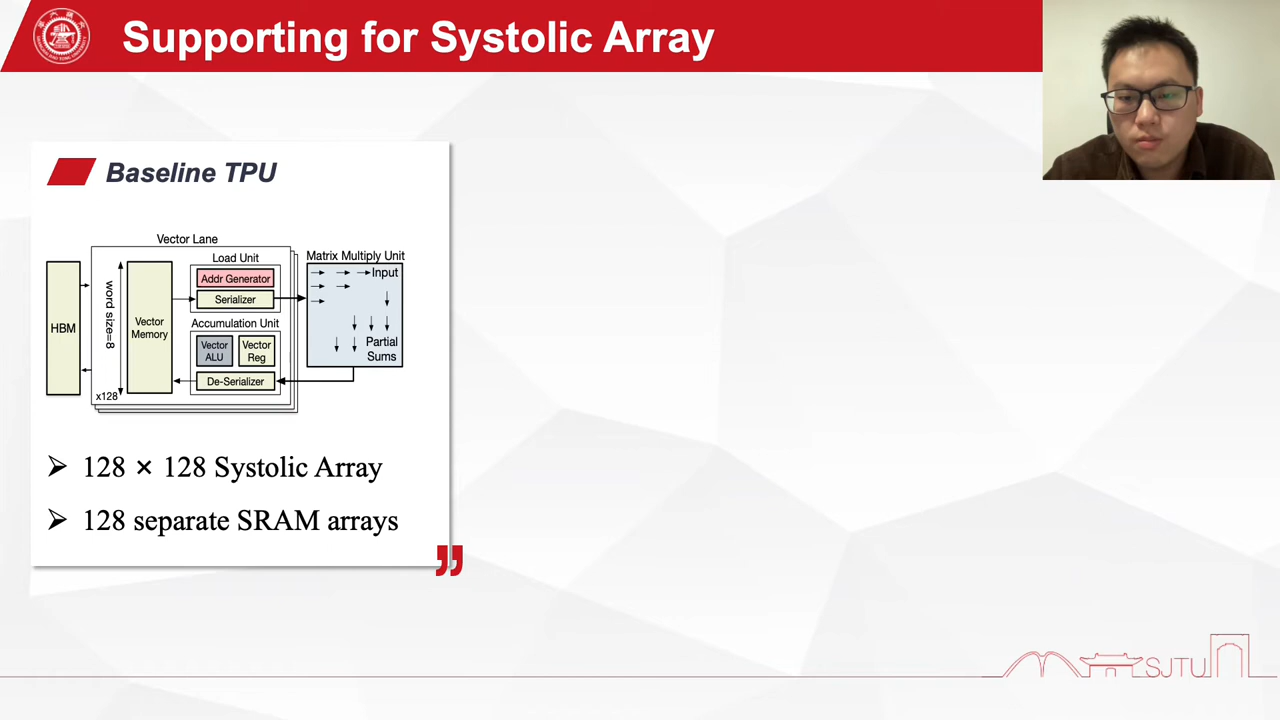 Supporting for Systolic Array
Baseline TPU
Vector Lane
HBM
word size=8
Vector
Memory
x128
Load Unit
Addr Generator
Serializer
Accumulation Unit
Vector
ALU
Vector
Reg
De-Serializer
Matrix Multiply Unit
Input
Partial
Sums
➢ 128 × 128 Systolic Array
➢ 128 separate SRAM arrays
SJTU